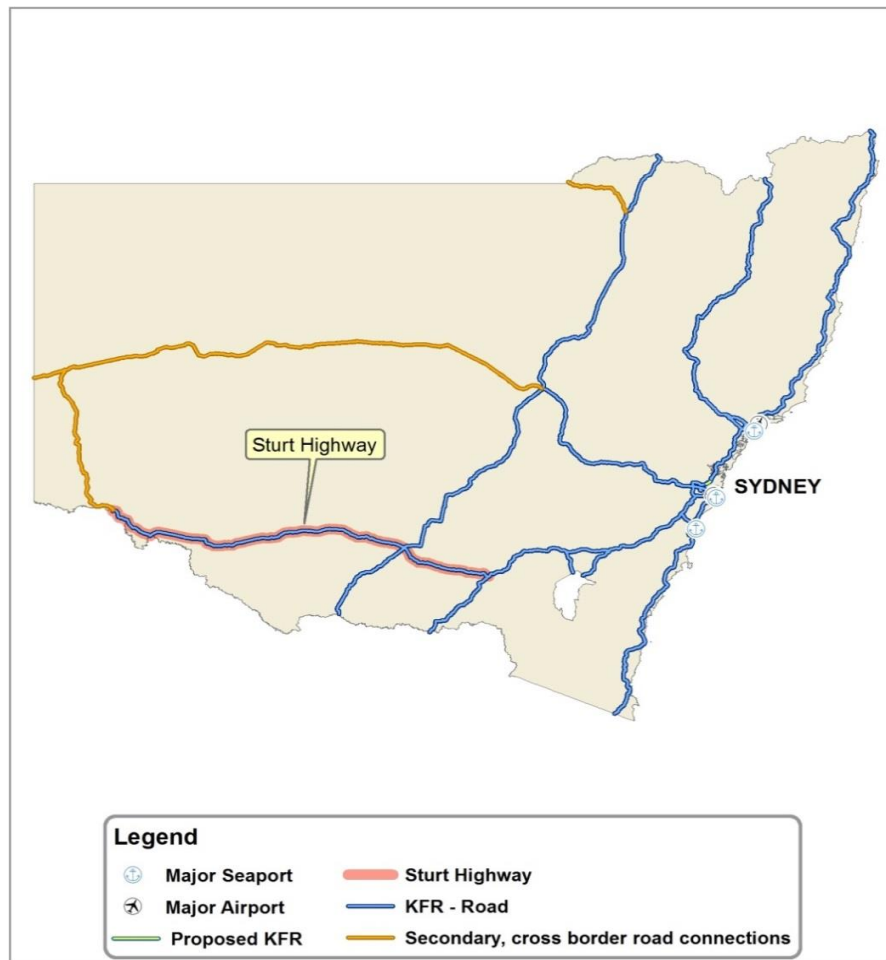 Sturt Highway
SYDNEY
Legend
Major Seaport
Sturt Highway
Major Airport
KFR - Road
Proposed KFR
Secondary, cross border road connections